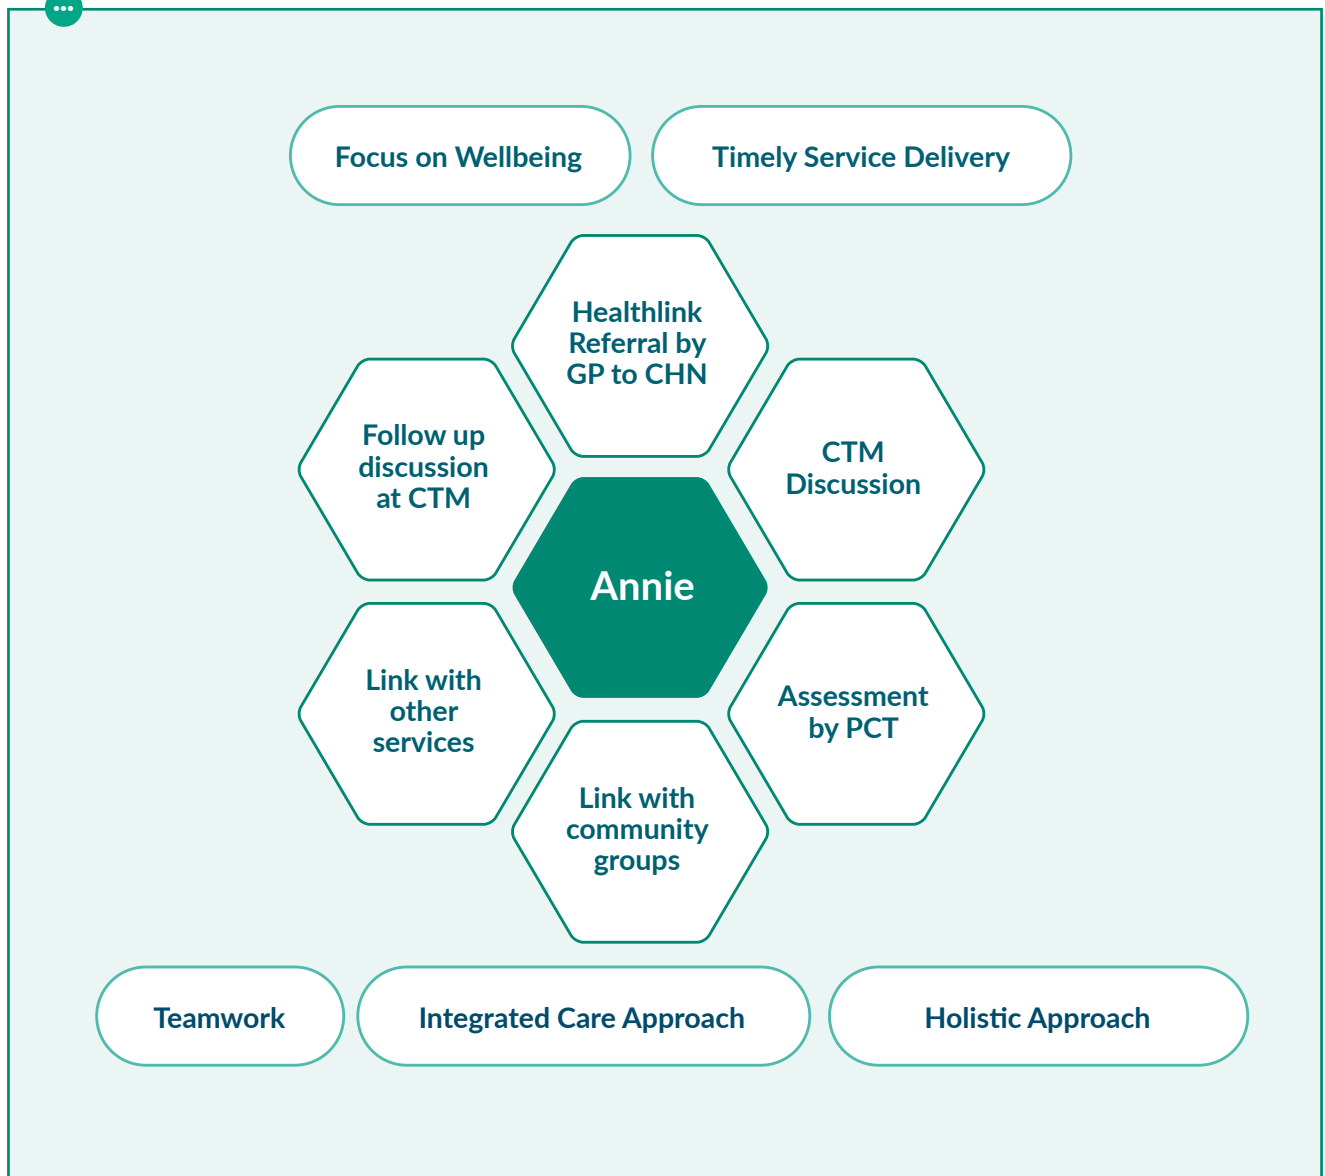 Focus on Wellbeing
Timely Service Delivery
Healthlink
Referral by
GP to CHN
Follow up
discussion
at CTM
CTM
Discussion
Annie
Link with
other
services
Assessment
by PCT
Link with
community
groups
Teamwork
Integrated Care Approach
Holistic Approach